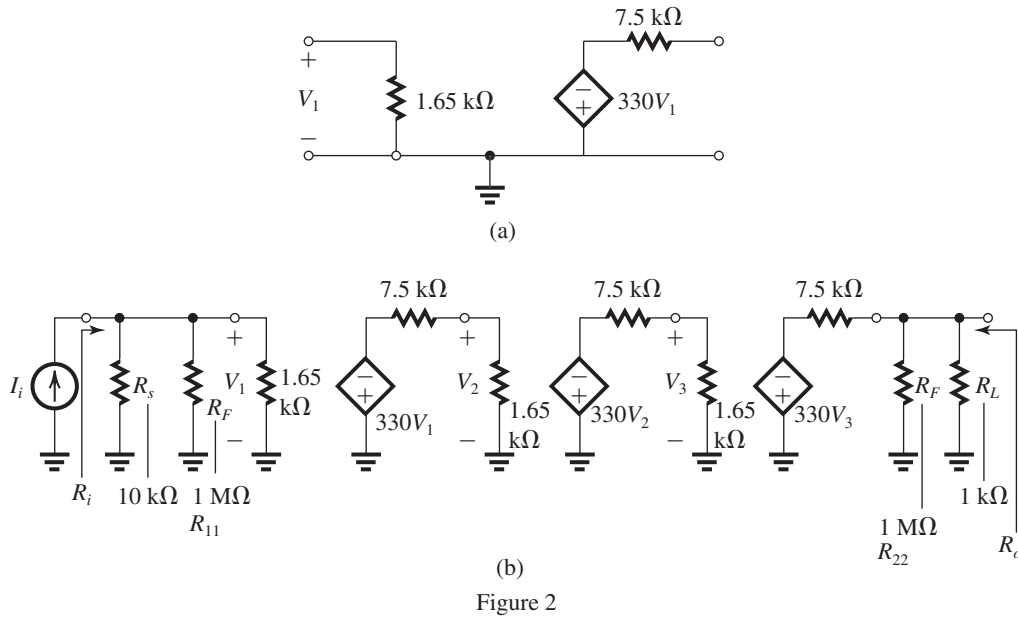 7.5 kΩ
+
V1
−
1.65 kΩ
−
+
330V1
(a)
7.5 kΩ
7.5 kΩ
7.5 kΩ
Ii
Rs
RF
+
V1
−
1.65
kΩ
−
+
330V1
+
V2
−
1.65
kΩ
−
+
330V2
+
V3
−
1.65
kΩ
−
+
330V3
RF
RL
Ri
10 kΩ
1 MΩ
R11
1 MΩ
R22
1 kΩ
(b)
Figure 2